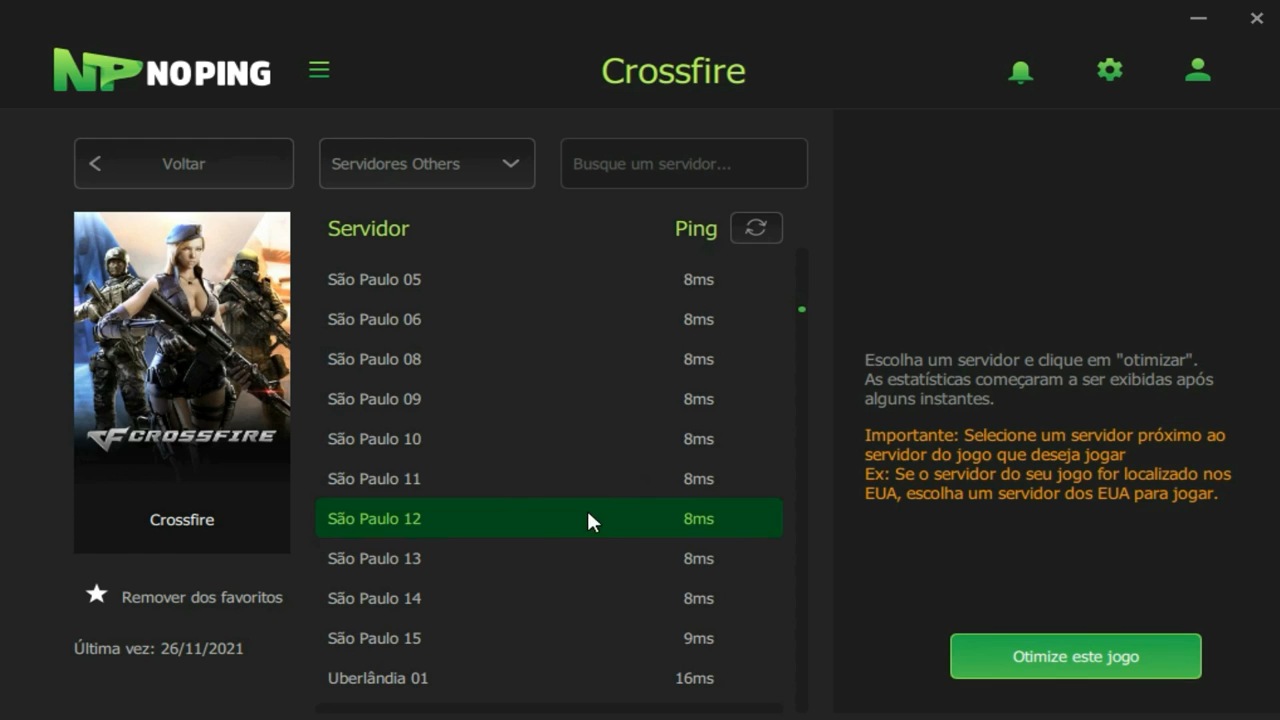 NP NOPING
Crossfire
Voltar
Servidores Others
Busque um servidor...
Servidor Ping
São Paulo 05 8ms
São Paulo 06 8ms
São Paulo 08 8ms
São Paulo 09 8ms
São Paulo 10 8ms
São Paulo 11 8ms
São Paulo 12 8ms
São Paulo 13 8ms
São Paulo 14 8ms
São Paulo 15 9ms
Uberlândia 01 16ms
CF CROSSFIRE
Crossfire
Remover dos favoritos
Última vez: 26/11/2021
Escolha um servidor e clique em "otimizar".
As estatísticas começaram a ser exibidas após
alguns instantes.
Importante: Selecione um servidor próximo ao
servidor do jogo que deseja jogar
Ex: Se o servidor do seu jogo for localizado nos
EUA, escolha um servidor dos EUA para jogar.
Otimize este jogo